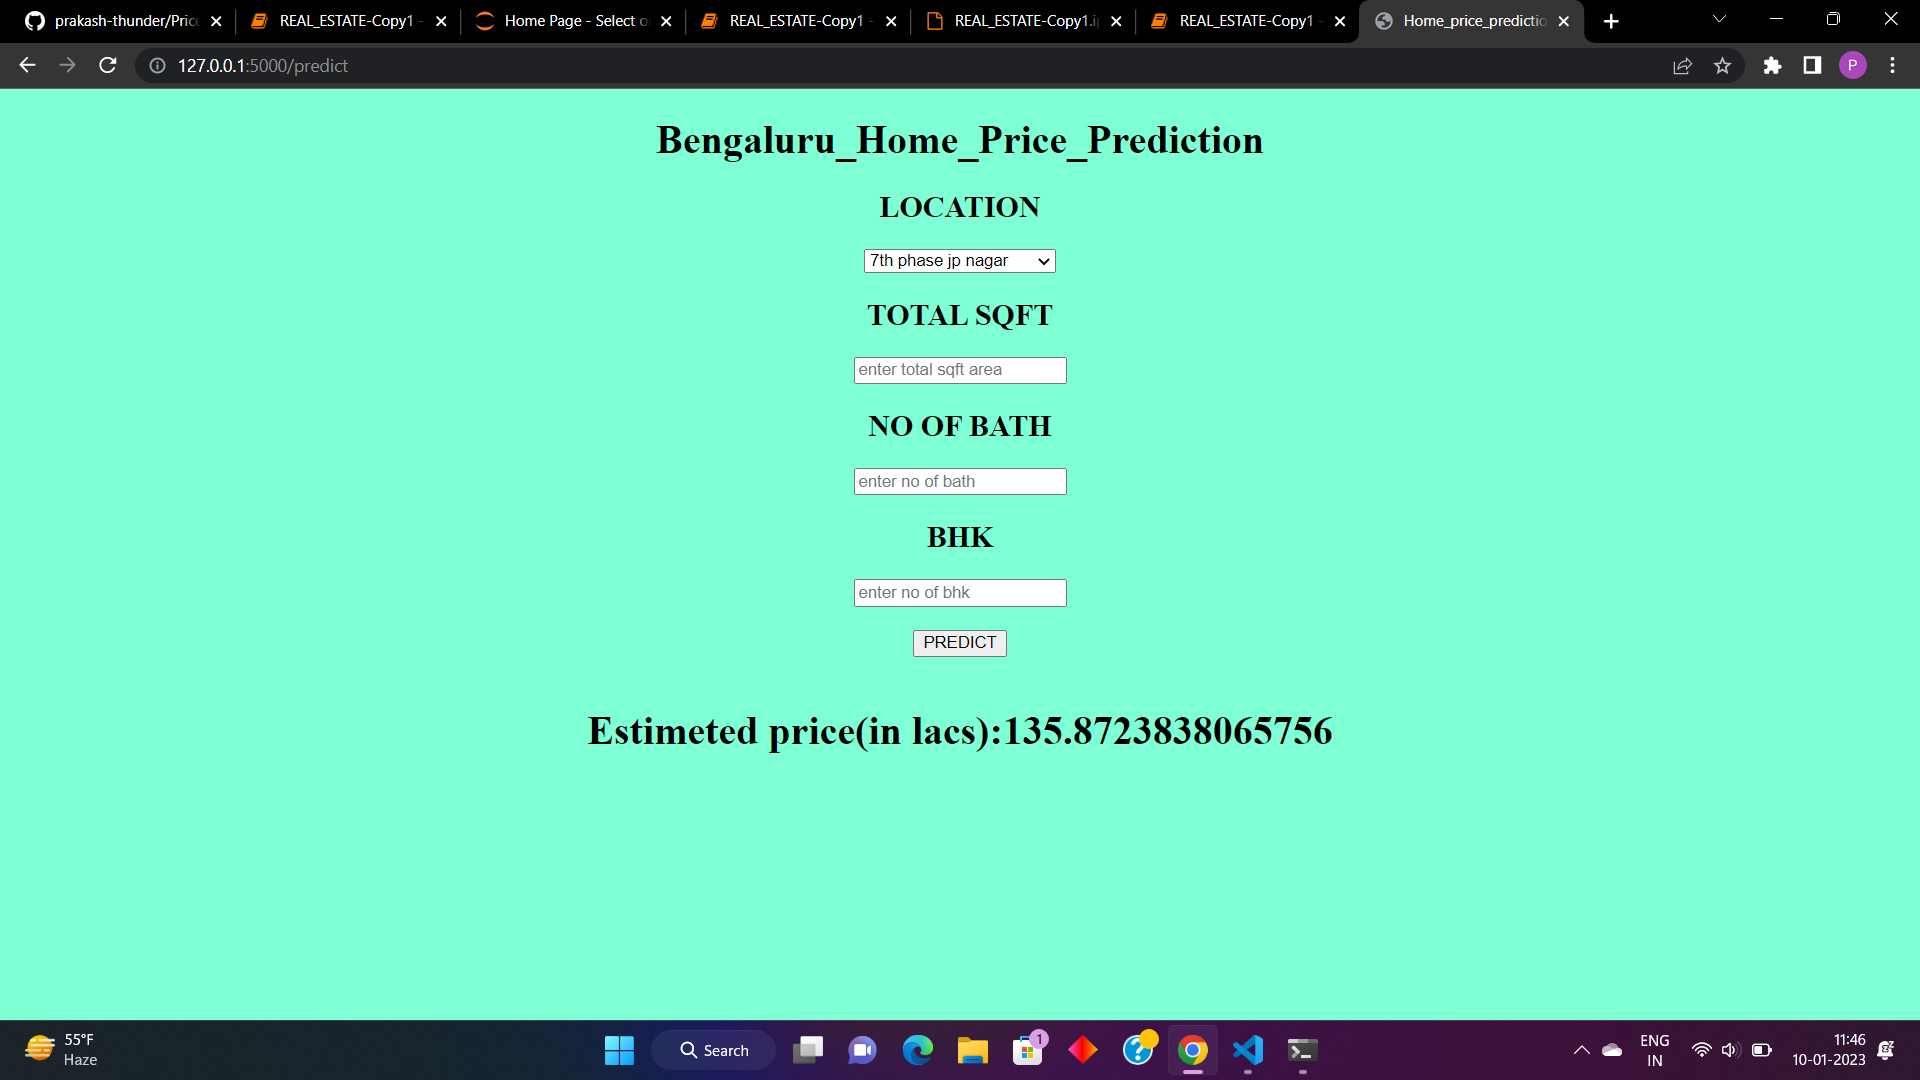 prakash-thunder/Price
REAL_ESTATE-Copy1 -
Home Page - Select o
REAL_ESTATE-Copy1 -
REAL_ESTATE-Copy1.ip
REAL_ESTATE-Copy1 -
Home_price_predictio
127.0.0.1:5000/predict
P
Bengaluru_Home_Price_Prediction
LOCATION
7th phase jp nagar
TOTAL SQFT
enter total sqft area
NO OF BATH
enter no of bath
BHK
enter no of bhk
PREDICT
Estimeted price(in lacs):135.8723838065756
55°F
Haze
Search
1
ENG
IN
11:46
10-01-2023